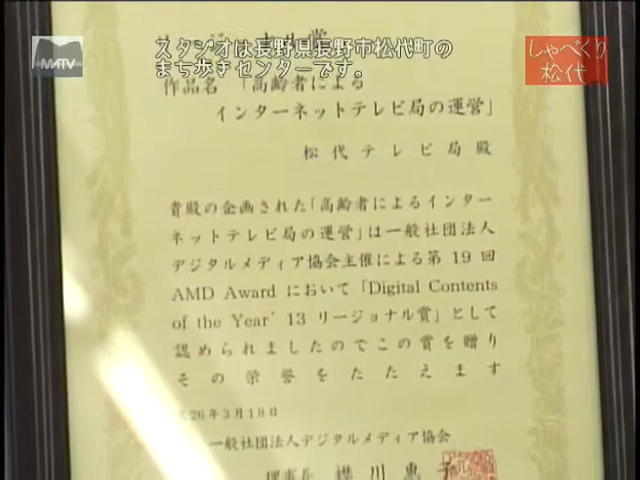 MATV
スタジオは長野県長野市松代町の
まち歩きセンターです。
しゃべくり
松代
作品名 「高齢者による
インターネットテレビ局の運営」
松代テレビ局殿
貴殿の企画された「高齢者によるインター
ネットテレビ局の運営」は一般社団法人
デジタルメディア協会主催による第19回
AMD Award において「Digital Contents
of the Year' 13 リージョナル賞」として
認められましたのでこの賞を贈り
その栄誉をたたえます
26年3月18日
一般社団法人デジタルメディア協会
理事長 襟川 恵子